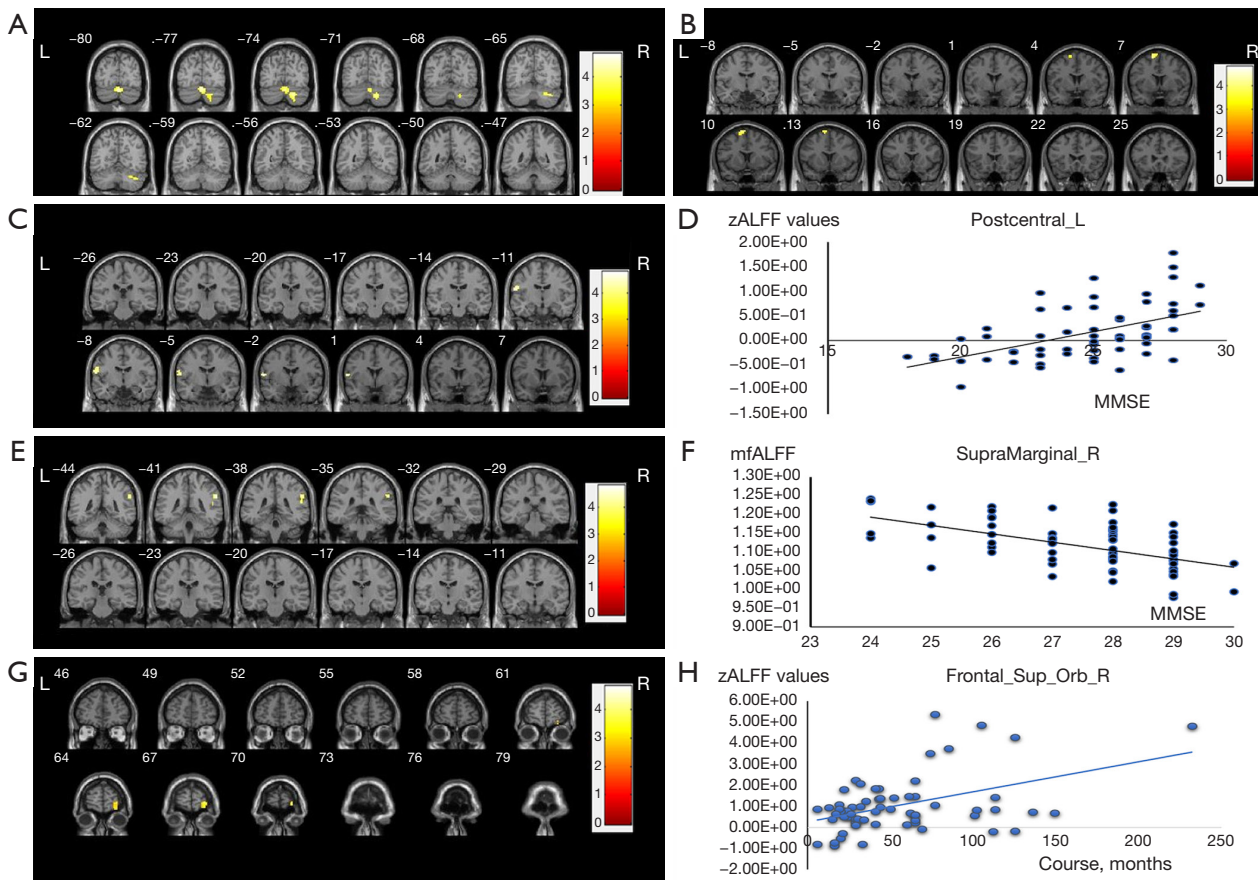 A
L
R
-80
.-77
-74
-71
-68
-65
-62
.-59
-56
.-53
.-50
-47
4
3
2
1
0
B
L
R
-8
-5
-2
1
4
7
10
.13
16
19
22
25
4
3
2
1
0
C
L
R
-26
-23
-20
-17
-14
-11
-8
-5
-2
1
4
7
4
3
2
1
0
D
zALFF values
Postcentral_L
2.00E+00
1.50E+00
1.00E+00
5.00E-01
0.00E+00
-5.00E-01
-1.00E+00
-1.50E+00
15
20
25
30
MMSE
E
L
R
-44
-41
-38
-35
-32
-29
-26
-23
-20
-17
-14
-11
4
3
2
1
0
F
mfALFF
SupraMarginal_R
1.30E+00
1.25E+00
1.20E+00
1.15E+00
1.10E+00
1.05E+00
1.00E+00
9.50E-01
9.00E-01
MMSE
23 24 25 26 27 28 29 30
G
L
R
46 49 52 55 58 61
64 67 70 73 76 79
4
3
2
1
0
H
zALFF values
Frontal_Sup_Orb_R
6.00E+00
5.00E+00
4.00E+00
3.00E+00
2.00E+00
1.00E+00
0.00E+00
-1.00E+00
-2.00E+00
0 50 100 150 200 250
Course, months